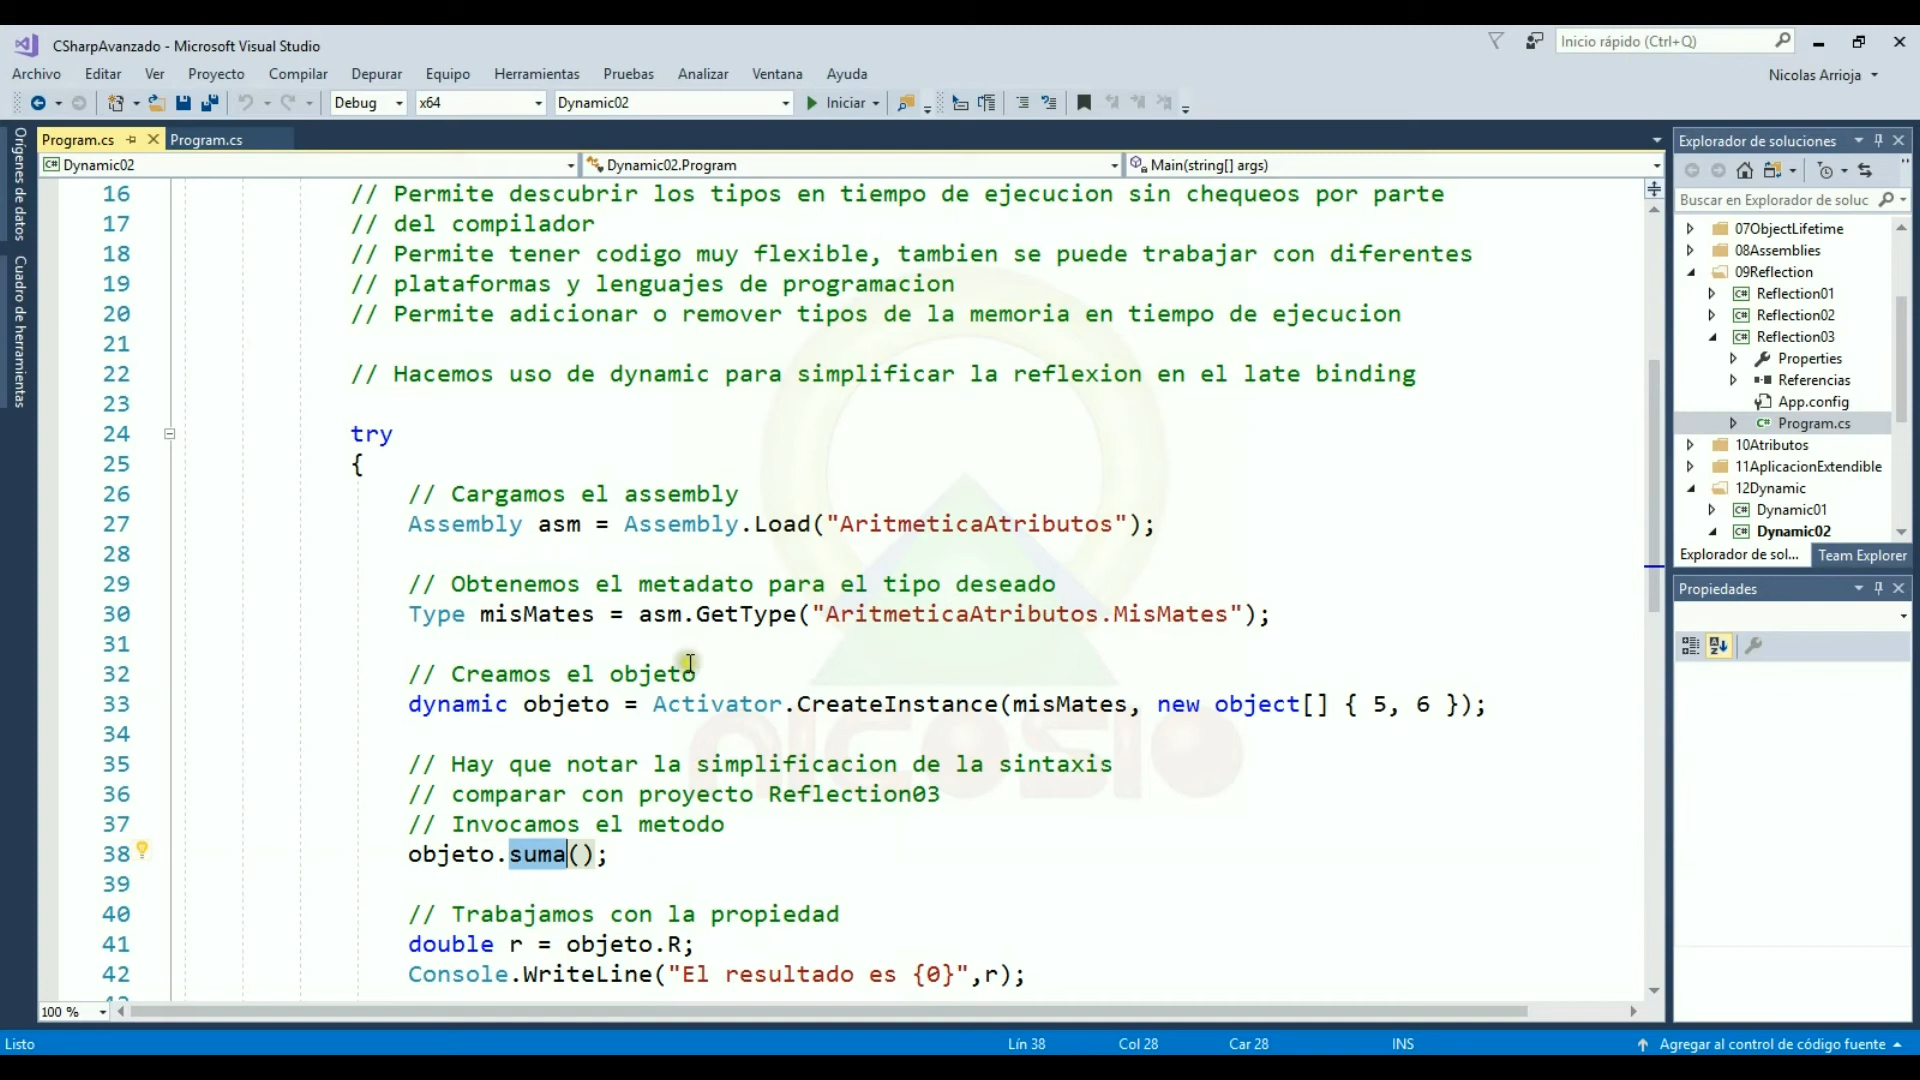 CSharpAvanzado - Microsoft Visual Studio
Inicio rápido (Ctrl+Q)
Archivo Editar Ver Proyecto Compilar Depurar Equipo Herramientas Pruebas Analizar Ventana Ayuda
Nicolas Arrioja
Debug x64 Dynamic02 Iniciar
Program.cs Program.cs
Dynamic02 Dynamic02.Program Main(string[] args)
Orígenes de datos
Cuadro de herramientas
16 // Permite descubrir los tipos en tiempo de ejecucion sin chequeos por parte
17 // del compilador
18 // Permite tener codigo muy flexible, tambien se puede trabajar con diferentes
19 // plataformas y lenguajes de programacion
20 // Permite adicionar o remover tipos de la memoria en tiempo de ejecucion
21
22 // Hacemos uso de dynamic para simplificar la reflexion en el late binding
23
24 try
25 {
26 // Cargamos el assembly
27 Assembly asm = Assembly.Load("AritmeticaAtributos");
28
29 // Obtenemos el metadato para el tipo deseado
30 Type misMates = asm.GetType("AritmeticaAtributos.MisMates");
31
32 // Creamos el objeto
33 dynamic objeto = Activator.CreateInstance(misMates, new object[] { 5, 6 });
34
35 // Hay que notar la simplificacion de la sintaxis
36 // comparar con proyecto Reflection03
37 // Invocamos el metodo
38 objeto.suma();
39
40 // Trabajamos con la propiedad
41 double r = objeto.R;
42 Console.WriteLine("El resultado es {0}",r);
NICOSIO
100 %
Explorador de soluciones
Buscar en Explorador de soluc
07ObjectLifetime
08Assemblies
09Reflection
Reflection01
Reflection02
Reflection03
Properties
Referencias
App.config
Program.cs
10Atributos
11AplicacionExtendible
12Dynamic
Dynamic01
Dynamic02
Explorador de sol... Team Explorer
Propiedades
Listo Lín 38 Col 28 Car 28 INS Agregar al control de código fuente